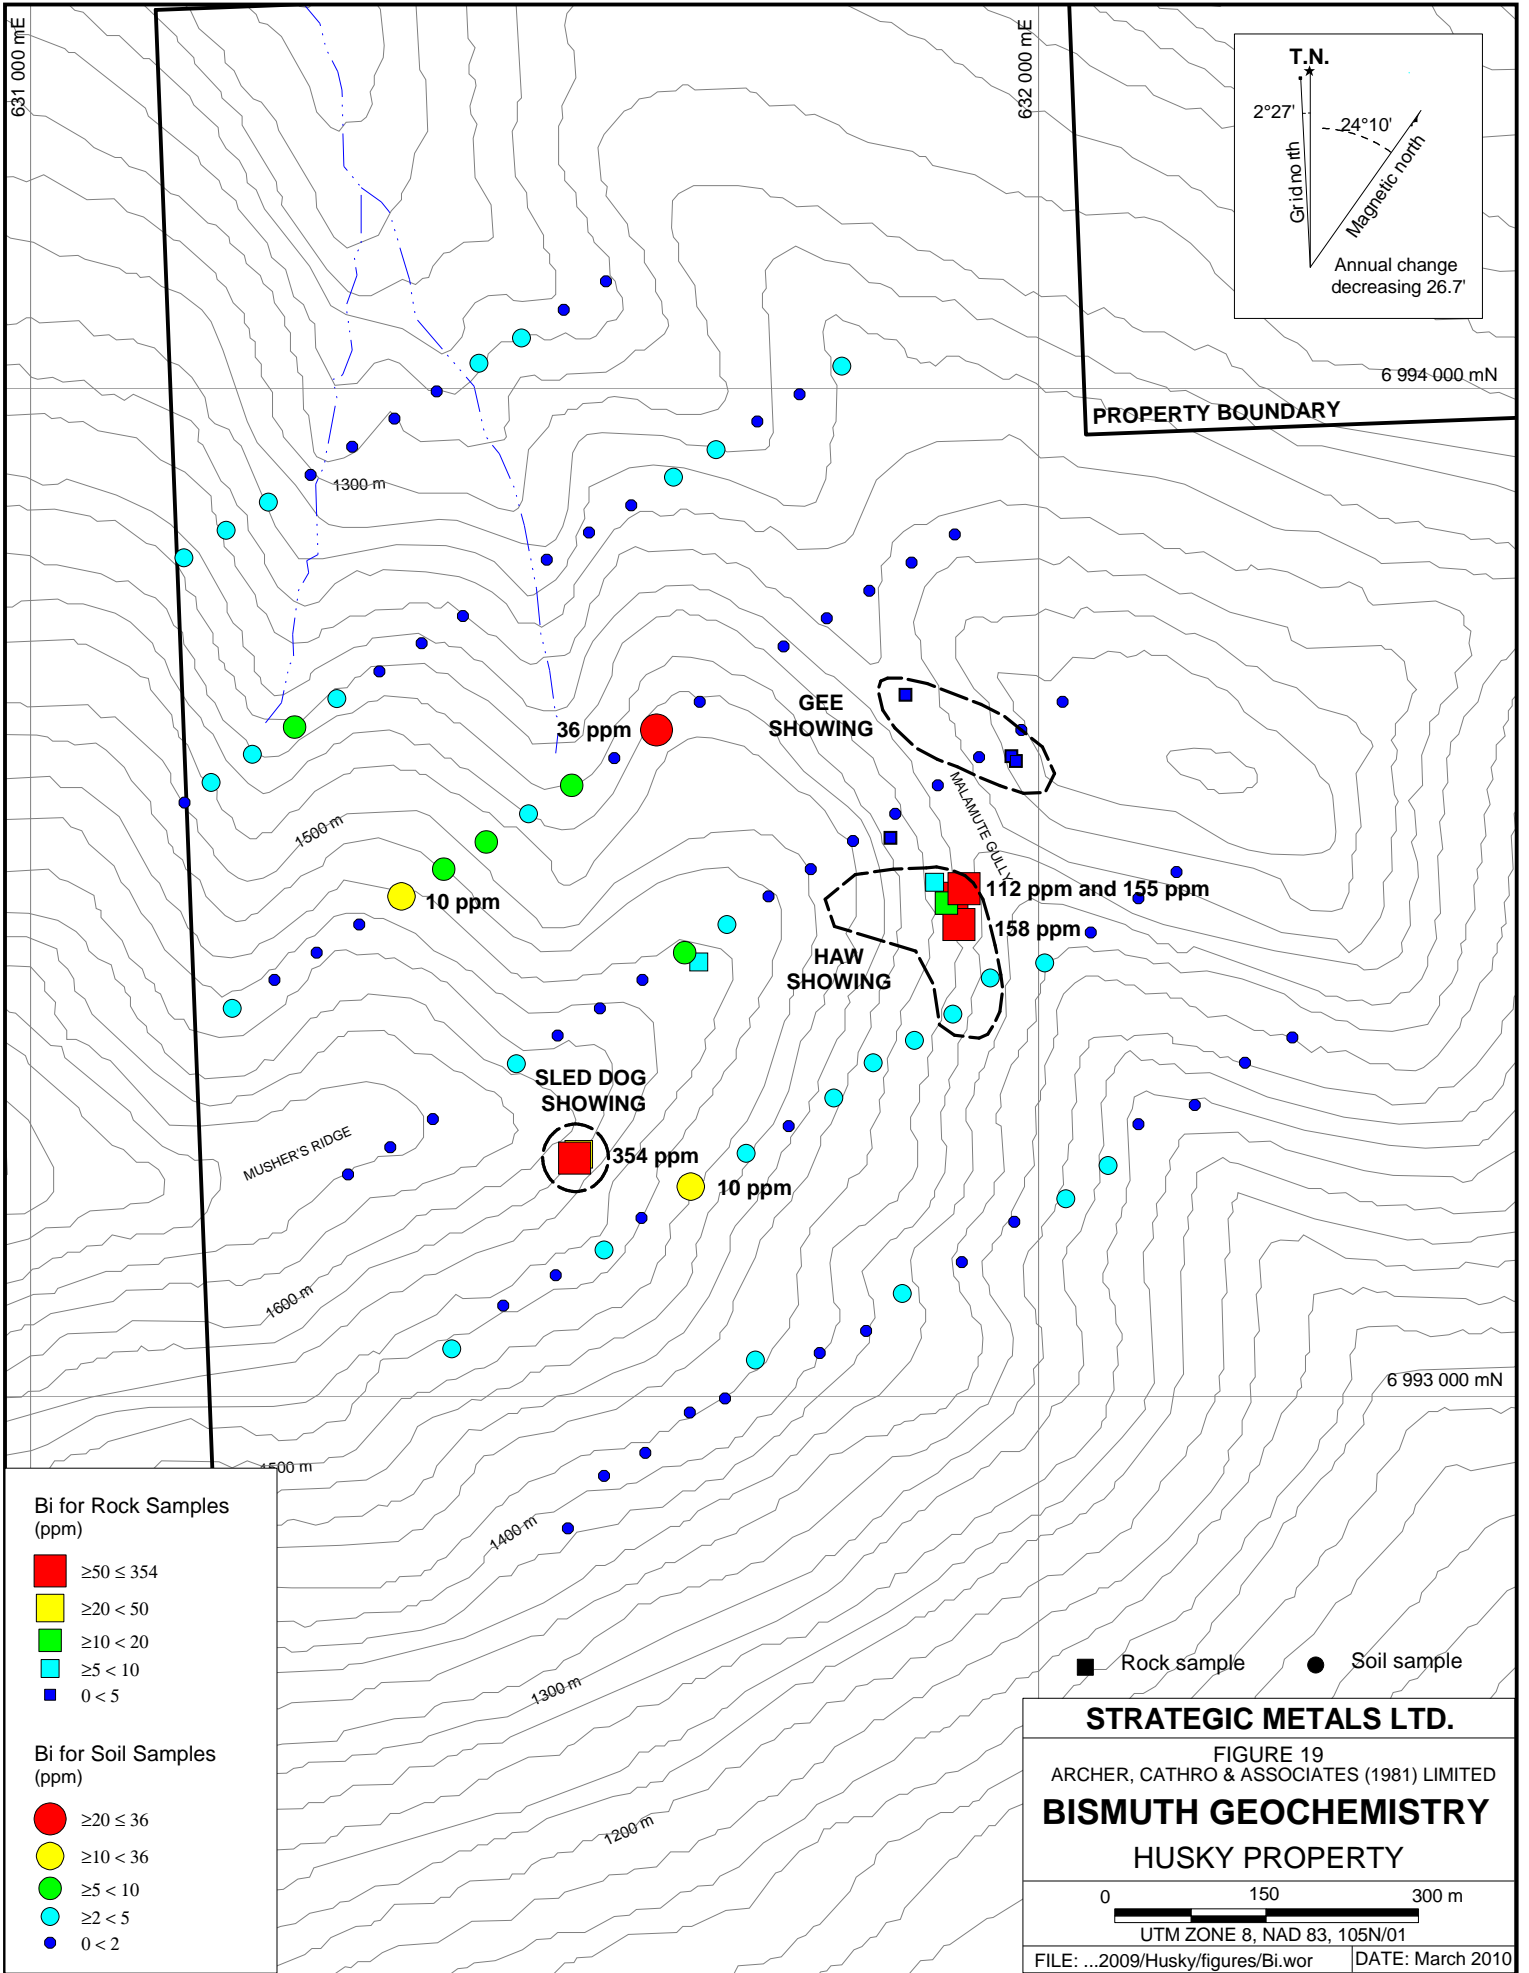 631 000 mE
632 000 mE
T.N.
2°27'
24°10'
Grid north
Magnetic north
Annual change
decreasing 26.7'
6 994 000 mN
PROPERTY BOUNDARY
1300 m
GEE
SHOWING
36 ppm
MALAMUTE GULLY
1500 m
10 ppm
112 ppm and 155 ppm
158 ppm
HAW
SHOWING
SLED DOG
SHOWING
MUSHER'S RIDGE
354 ppm
10 ppm
1600 m
6 993 000 mN
1500 m
1400 m
1300 m
1200 m
Bi for Rock Samples
(ppm)
≥50 ≤ 354
≥20 < 50
≥10 < 20
≥5 < 10
0 < 5
Bi for Soil Samples
(ppm)
≥20 ≤ 36
≥10 < 36
≥5 < 10
≥2 < 5
0 < 2
Rock sample
Soil sample
STRATEGIC METALS LTD.
FIGURE 19
ARCHER, CATHRO & ASSOCIATES (1981) LIMITED
BISMUTH GEOCHEMISTRY
HUSKY PROPERTY
0 150 300 m
UTM ZONE 8, NAD 83, 105N/01
FILE: ...2009/Husky/figures/Bi.wor
DATE: March 2010